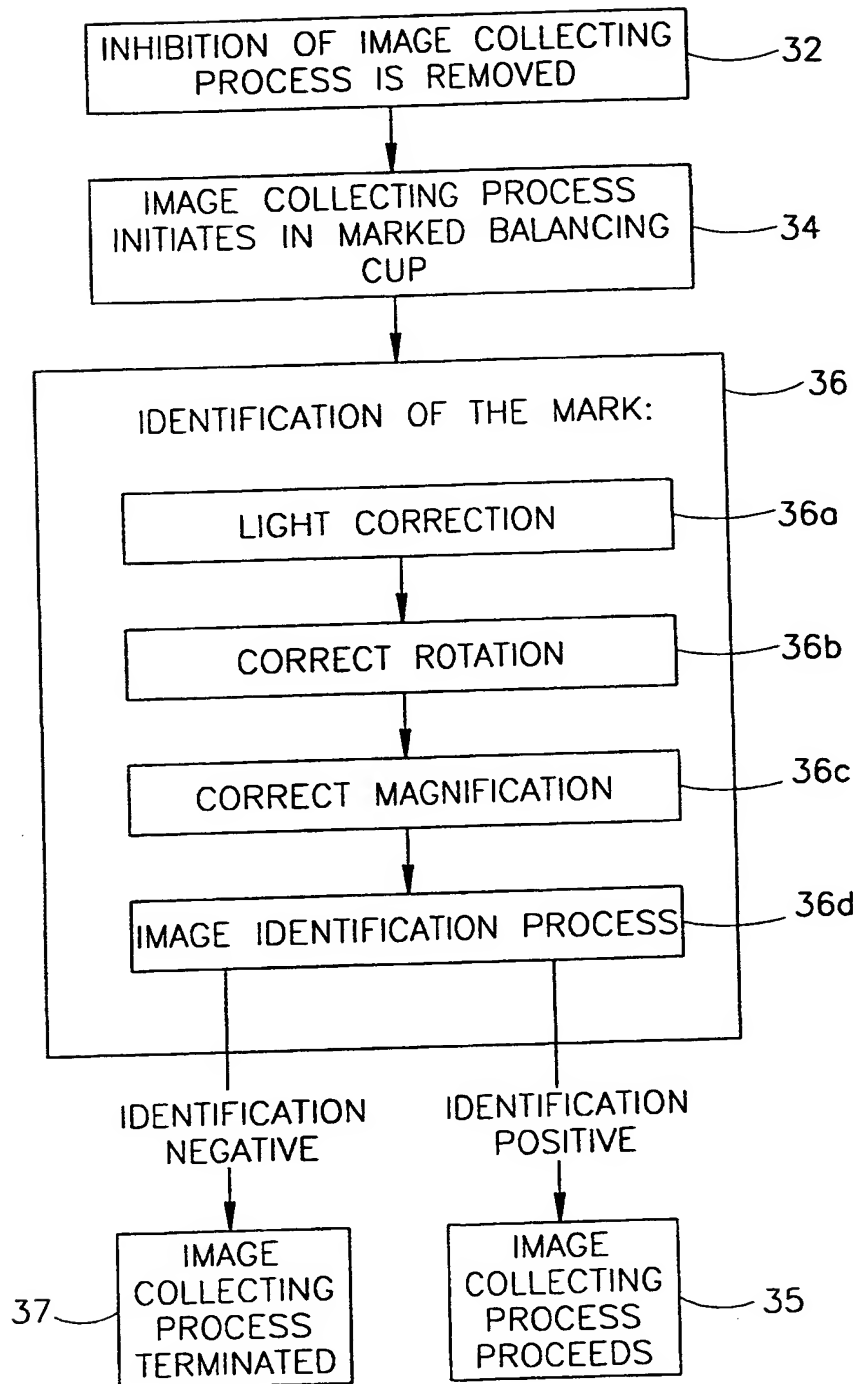 INHIBITION OF IMAGE COLLECTING
PROCESS IS REMOVED
32
IMAGE COLLECTING PROCESS
INITIATES IN MARKED BALANCING
CUP
34
36
IDENTIFICATION OF THE MARK:
LIGHT CORRECTION
36a
CORRECT ROTATION
36b
CORRECT MAGNIFICATION
36c
IMAGE IDENTIFICATION PROCESS
36d
IDENTIFICATION
NEGATIVE
IDENTIFICATION
POSITIVE
37
IMAGE
COLLECTING
PROCESS
TERMINATED
IMAGE
COLLECTING
PROCESS
PROCEEDS
35